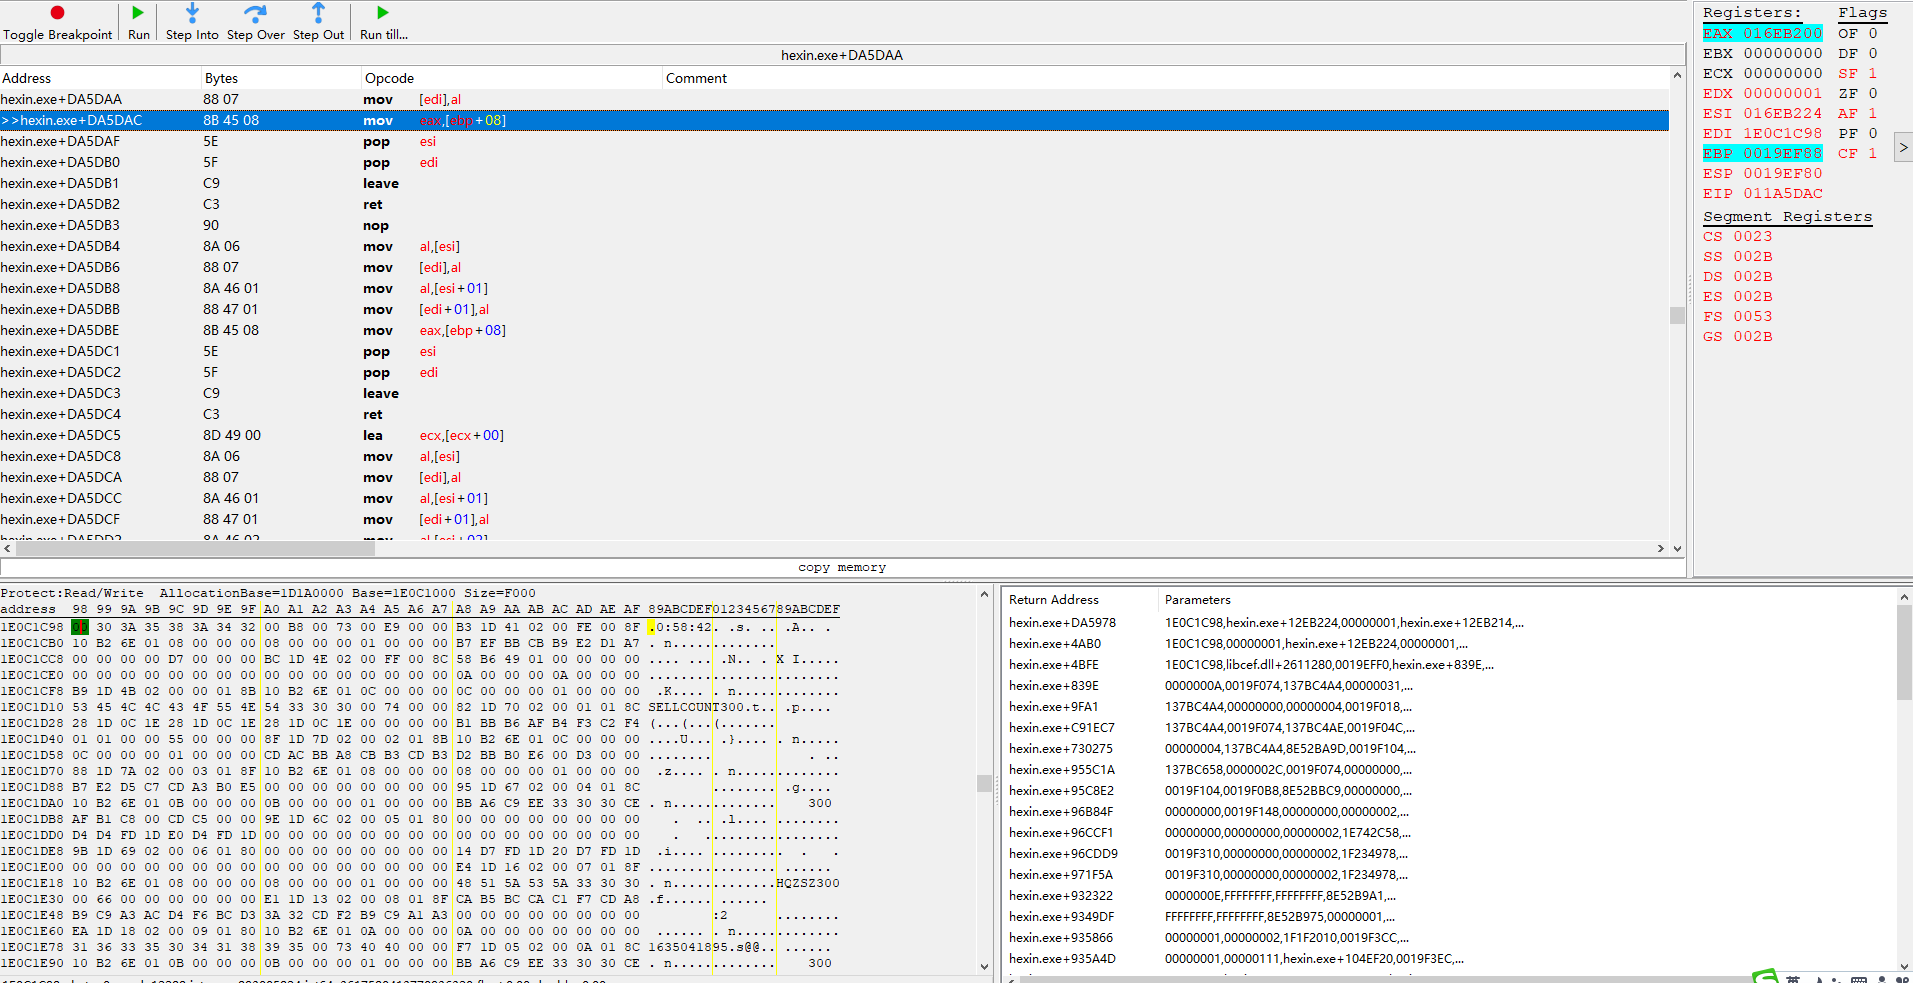 Toggle Breakpoint Run Step Into Step Over Step Out Run till...
hexin.exe+DA5DAA
Address Bytes Opcode Comment
hexin.exe+DA5DAA 88 07 mov [edi],al
>>hexin.exe+DA5DAC 8B 45 08 mov eax,[ebp+08]
hexin.exe+DA5DAF 5E pop esi
hexin.exe+DA5DB0 5F pop edi
hexin.exe+DA5DB1 C9 leave
hexin.exe+DA5DB2 C3 ret
hexin.exe+DA5DB3 90 nop
hexin.exe+DA5DB4 8A 06 mov al,[esi]
hexin.exe+DA5DB6 88 07 mov [edi],al
hexin.exe+DA5DB8 8A 46 01 mov al,[esi+01]
hexin.exe+DA5DBB 88 47 01 mov [edi+01],al
hexin.exe+DA5DBE 8B 45 08 mov eax,[ebp+08]
hexin.exe+DA5DC1 5E pop esi
hexin.exe+DA5DC2 5F pop edi
hexin.exe+DA5DC3 C9 leave
hexin.exe+DA5DC4 C3 ret
hexin.exe+DA5DC5 8D 49 00 lea ecx,[ecx+00]
hexin.exe+DA5DC8 8A 06 mov al,[esi]
hexin.exe+DA5DCA 88 07 mov [edi],al
hexin.exe+DA5DCC 8A 46 01 mov al,[esi+01]
hexin.exe+DA5DCF 88 47 01 mov [edi+01],al
hexin.exe+DA5DD2 8A 46 02 mov al,[esi+02]
copy memory
Registers: Flags
EAX 016EB200 OF 0
EBX 00000000 DF 0
ECX 00000000 SF 1
EDX 00000001 ZF 0
ESI 016EB224 AF 1
EDI 1E0C1C98 PF 0
EBP 0019EF88 CF 1
ESP 0019EF80
EIP 011A5DAC
Segment Registers
CS 0023
SS 002B
DS 002B
ES 002B
FS 0053
GS 002B
>
Protect:Read/Write AllocationBase=1D1A0000 Base=1E0C1000 Size=F000
address 98 99 9A 9B 9C 9D 9E 9F A0 A1 A2 A3 A4 A5 A6 A7 A8 A9 AA AB AC AD AE AF 89ABCDEF0123456789ABCDEF
1E0C1C98 00 30 3A 35 38 3A 34 32 00 B8 00 73 00 E9 00 00 B3 1D 41 02 00 FE 00 8F .0:58:42. .s. .. .A.. .
1E0C1CB0 10 B2 6E 01 08 00 00 00 08 00 00 00 01 00 00 00 B7 EF BB CB B9 E2 D1 A7 . n.............
1E0C1CC8 00 00 00 00 D7 00 00 00 BC 1D 4E 02 00 FF 00 8C 58 B6 49 01 00 00 00 00 .... ... .N.. . X I.....
1E0C1CE0 00 00 00 00 00 00 00 00 00 00 00 00 00 00 00 00 0A 00 00 00 0A 00 00 00 ........................
1E0C1CF8 B9 1D 4B 02 00 00 01 8B 10 B2 6E 01 0C 00 00 00 0C 00 00 00 01 00 00 00 .K.... . n.............
1E0C1D10 53 45 4C 4C 43 4F 55 4E 54 33 30 30 00 74 00 00 82 1D 70 02 00 01 01 8C SELLCOUNT300.t.. .p....
1E0C1D28 28 1D 0C 1E 28 1D 0C 1E 28 1D 0C 1E 00 00 00 00 B1 BB B6 AF B4 F3 C2 F4 (...(...(.......
1E0C1D40 01 01 00 00 55 00 00 00 8F 1D 7D 02 00 02 01 8B 10 B2 6E 01 0C 00 00 00 ....U... .}.... . n.....
1E0C1D58 0C 00 00 00 01 00 00 00 CD AC BB A8 CB B3 CD B3 D2 BB B0 E6 00 D3 00 00 ........ . ..
1E0C1D70 88 1D 7A 02 00 03 01 8F 10 B2 6E 01 08 00 00 00 08 00 00 00 01 00 00 00 .z.... . n.............
1E0C1D88 B7 E2 D5 C7 CD A3 B0 E5 00 00 00 00 00 00 00 00 95 1D 67 02 00 04 01 8C ........ .g....
1E0C1DA0 10 B2 6E 01 0B 00 00 00 0B 00 00 00 01 00 00 00 BB A6 C9 EE 33 30 30 CE . n............. 300
1E0C1DB8 AF B1 C8 00 CD C5 00 00 9E 1D 6C 02 00 05 01 80 00 00 00 00 00 00 00 00 . .. .l.... ........
1E0C1DD0 D4 D4 FD 1D E0 D4 FD 1D 00 00 00 00 00 00 00 00 00 00 00 00 00 00 00 00 . ................
1E0C1DE8 9B 1D 69 02 00 06 01 80 00 00 00 00 00 00 00 00 14 D7 FD 1D 20 D7 FD 1D .i.... ........ . . .
1E0C1E00 00 00 00 00 00 00 00 00 00 00 00 00 00 00 00 00 E4 1D 16 02 00 07 01 8F ................ ......
1E0C1E18 10 B2 6E 01 08 00 00 00 08 00 00 00 01 00 00 00 48 51 5A 53 5A 33 30 30 . n.............HQZSZ300
1E0C1E30 00 66 00 00 00 00 00 00 E1 1D 13 02 00 08 01 8F CA B5 BC CA C1 F7 CD A8 .f...... ......
1E0C1E48 B9 C9 A3 AC D4 F6 BC D3 3A 32 CD F2 B9 C9 A1 A3 00 00 00 00 00 00 00 00 :2 ........
1E0C1E60 EA 1D 18 02 00 09 01 80 10 B2 6E 01 0A 00 00 00 0A 00 00 00 01 00 00 00 ...... . n.............
1E0C1E78 31 36 33 35 30 34 31 38 39 35 00 73 40 40 00 00 F7 1D 05 02 00 0A 01 8C 1635041895.s@@.. ......
1E0C1E90 10 B2 6E 01 0B 00 00 00 0B 00 00 00 01 00 00 00 BB A6 C9 EE 33 30 30 CE . n............. 300
Return Address Parameters
hexin.exe+DA5978 1E0C1C98,hexin.exe+12EB224,00000001,hexin.exe+12EB214,...
hexin.exe+4AB0 1E0C1C98,00000001,hexin.exe+12EB224,00000001,...
hexin.exe+4BFE 1E0C1C98,libcef.dll+2611280,0019EFF0,hexin.exe+839E,...
hexin.exe+839E 0000000A,0019F074,137BC4A4,00000031,...
hexin.exe+9FA1 137BC4A4,00000000,00000004,0019F018,...
hexin.exe+C91EC7 137BC4A4,0019F074,137BC4AE,0019F04C,...
hexin.exe+730275 00000004,137BC4A4,8E52BA9D,0019F104,...
hexin.exe+955C1A 137BC658,0000002C,0019F074,00000000,...
hexin.exe+95C8E2 0019F104,0019F0B8,8E52BBC9,00000000,...
hexin.exe+96B84F 00000000,0019F148,00000000,00000002,...
hexin.exe+96CCF1 00000000,00000000,00000002,1E742C58,...
hexin.exe+96CDD9 0019F310,00000000,00000002,1F234978,...
hexin.exe+971F5A 0019F310,00000000,00000002,1F234978,...
hexin.exe+932322 0000000E,FFFFFFFF,FFFFFFFF,8E52B9A1,...
hexin.exe+9349DF FFFFFFFF,FFFFFFFF,8E52B975,00000001,...
hexin.exe+935866 00000001,00000002,1F1F2010,0019F3CC,...
hexin.exe+935A4D 00000001,00000111,hexin.exe+104EF20,0019F3EC,...